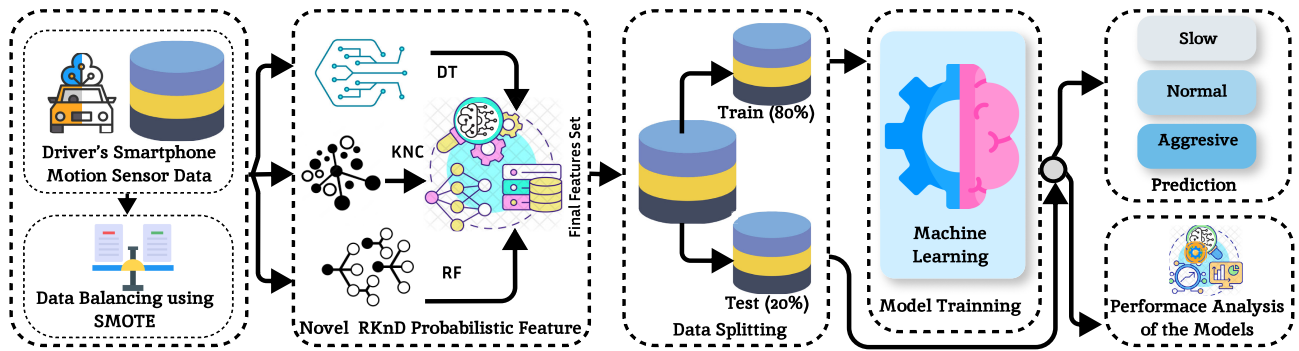 Driver's Smartphone
Motion Sensor Data
Data Balancing using
SMOTE
DT
KNC
RF
Final Features Set
Novel RKnD Probabilistic Feature
Train (80%)
Test (20%)
Data Splitting
Machine
Learning
Model Trainning
Slow
Normal
Aggresive
Prediction
Performace Analysis
of the Models